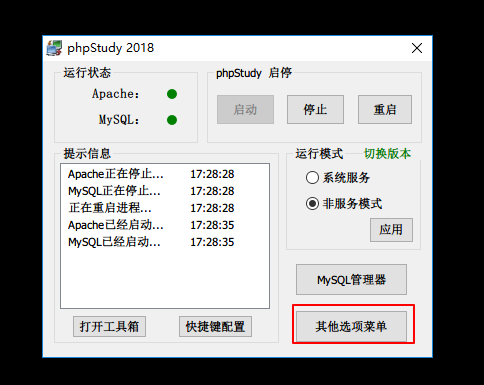 phpStudy 2018
运行状态
Apache:
MySQL:
phpStudy 启停
启动 停止 重启
提示信息
Apache正在停止... 17:28:28
MySQL正在停止... 17:28:28
正在重启进程... 17:28:28
Apache已经启动... 17:28:35
MySQL已经启动... 17:28:35
打开工具箱 快捷键配置
运行模式 切换版本
系统服务
非服务模式
应用
MySQL管理器
其他选项菜单